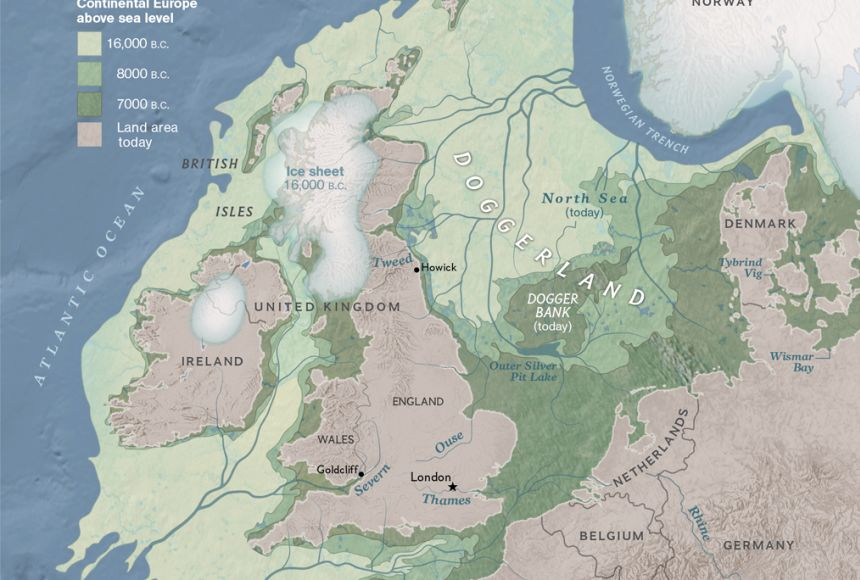 Continental Europe
above sea level
16,000 B.C.
8000 B.C.
7000 B.C.
Land area
today
NORWAY
NORWEGIAN TRENCH
BRITISH
ISLES
ATLANTIC OCEAN
Ice sheet
16,000 B.C.
DOGGERLAND
North Sea
(today)
DENMARK
Tybrind
Vig
Tweed
Howick
DOGGER
BANK
(today)
UNITED KINGDOM
IRELAND
Outer Silver
Pit Lake
Wismar
Bay
ENGLAND
WALES
Ouse
NETHERLANDS
Goldcliff
Severn
London
Thames
Rhine
BELGIUM
GERMANY